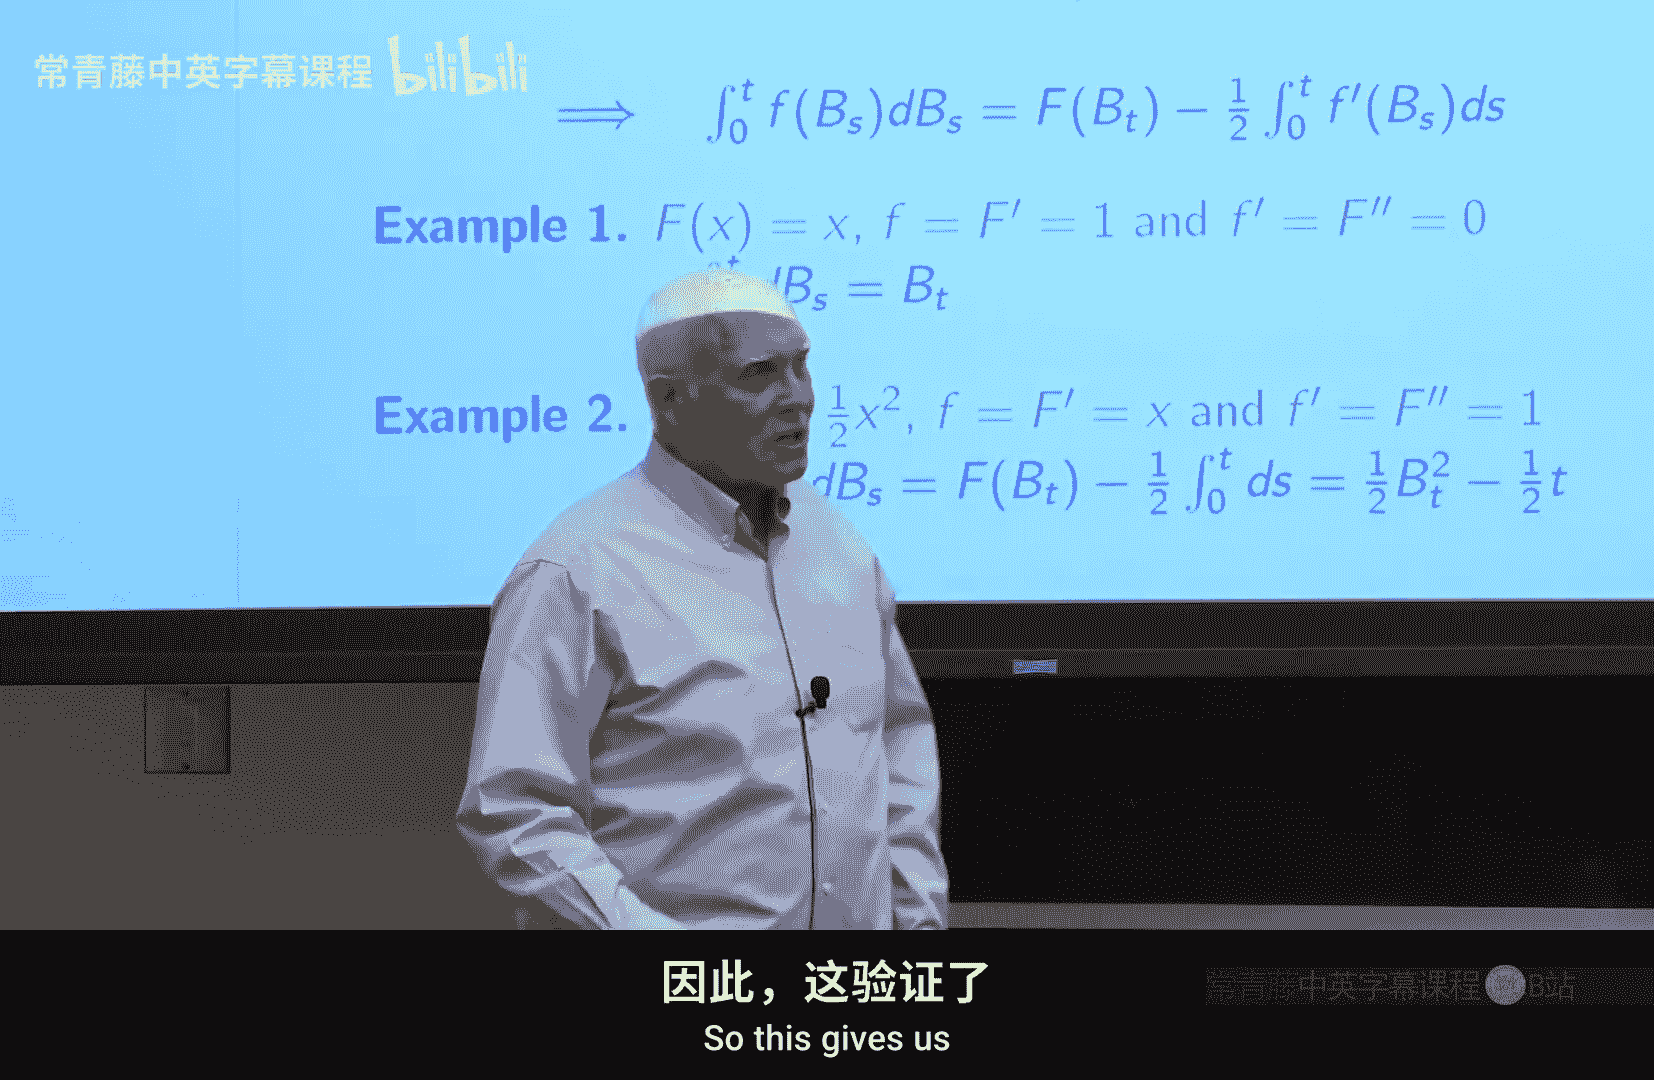 常青藤中英字幕课程 bilibili
⟹ ∫₀ᵗ f(Bₛ)dBₛ = F(Bₜ) − ½ ∫₀ᵗ f′(Bₛ)ds
Example 1. F(x) = x, f = F′ = 1 and f′ = F″ = 0
dBₛ = Bₜ
Example 2. ½x², f = F′ = x and f′ = F″ = 1
dBₛ = F(Bₜ) − ½ ∫₀ᵗ ds = ½Bₜ² − ½t
因此，这验证了
So this gives us
常青藤中英字幕课程 B站